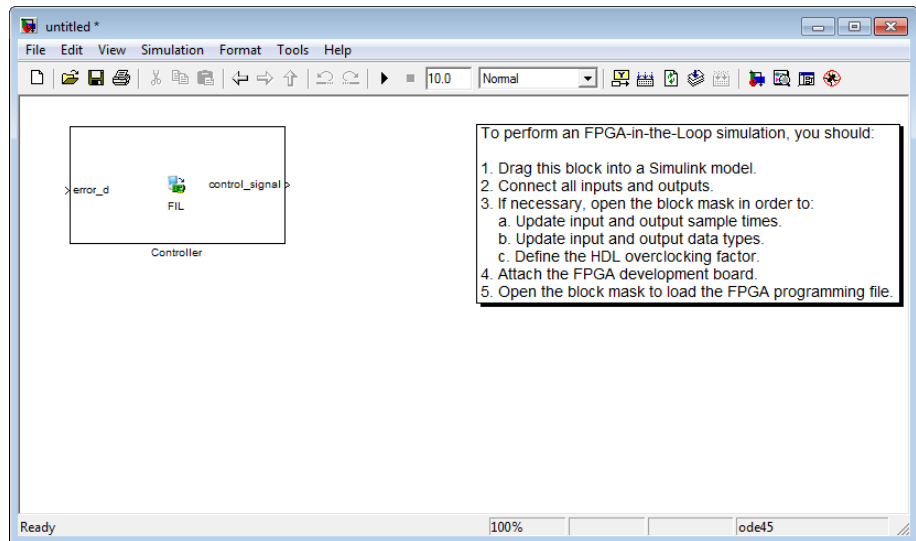 untitled *
File Edit View Simulation Format Tools Help
10.0 Normal
error_d
control_signal
FIL
Controller
To perform an FPGA-in-the-Loop simulation, you should:
1. Drag this block into a Simulink model.
2. Connect all inputs and outputs.
3. If necessary, open the block mask in order to:
a. Update input and output sample times.
b. Update input and output data types.
c. Define the HDL overclocking factor.
4. Attach the FPGA development board.
5. Open the block mask to load the FPGA programming file.
Ready 100% ode45